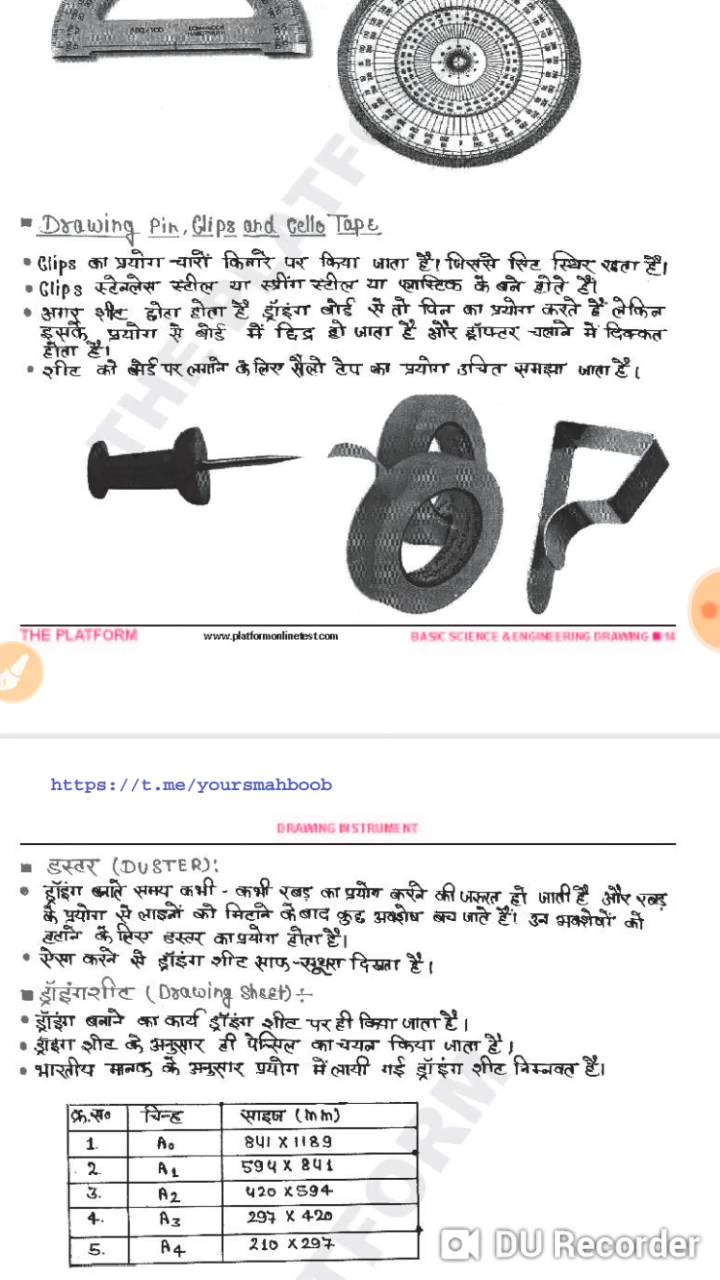 Drawing Pin, Clips and Cello Tape
Clips का प्रयोग चारों किनारे पर किया जाता है। जिससे सिट स्थिर रहता है।
Clips स्टेनलेस स्टील या स्प्रींग स्टील या प्लास्टिक के बने होते हैं।
अगर शीट छोटा होता है ड्रॉइंग बोर्ड से तो पिन का प्रयोग करते हैं लेकिन
इसके प्रयोग से बोर्ड में छिद्र हो जाता है और ड्रॉफ्टर चलाने में दिक्कत
होता है।
शीट को बोर्ड पर लगाने के लिए सैलो टेप का प्रयोग उचित समझा जाता है।
THE PLATFORM www.platformonlinetest.com BASIC SCIENCE & ENGINEERING DRAWING ■ 14
https://t.me/yoursmahboob
DRAWING INSTRUMENT
डस्टर (DUSTER):
ड्रॉइंग बनाते समय कभी - कभी रबड़ का प्रयोग करने की जरूरत हो जाती है और रबड़
के प्रयोग से लाइनों को मिटाने के बाद कुछ अवशेष बच जाते हैं। उन अवशेषों को
हटाने के लिए डस्टर का प्रयोग होता है।
ऐसा करने से ड्रॉइंग शीट साफ-सुथरा दिखता है।
ड्रॉइंगशीट (Drawing Sheet) :-
ड्रॉइंग बनाने का कार्य ड्रॉइंग शीट पर ही किया जाता है।
ड्राइंग शीट के अनुसार ही पेंसिल का चयन किया जाता है।
भारतीय मानक के अनुसार प्रयोग में लायी गई ड्रॉइंग शीट निम्नवत है।
क्र.सं० चिन्ह साइज (mm)
1. A0 841 X 1189
2. A1 594 X 841
3. A2 420 X 594
4. A3 297 X 420
5. A4 210 X 297
THE PLATFORM
DU Recorder